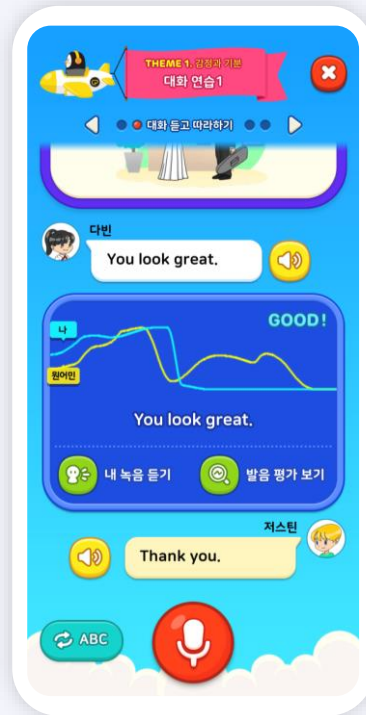 THEME 1. 감정과 기분
대화 연습1
대화 듣고 따라하기
다빈
You look great.
GOOD!
나
원어민
You look great.
내 녹음 듣기
발음 평가 보기
저스틴
Thank you.
ABC